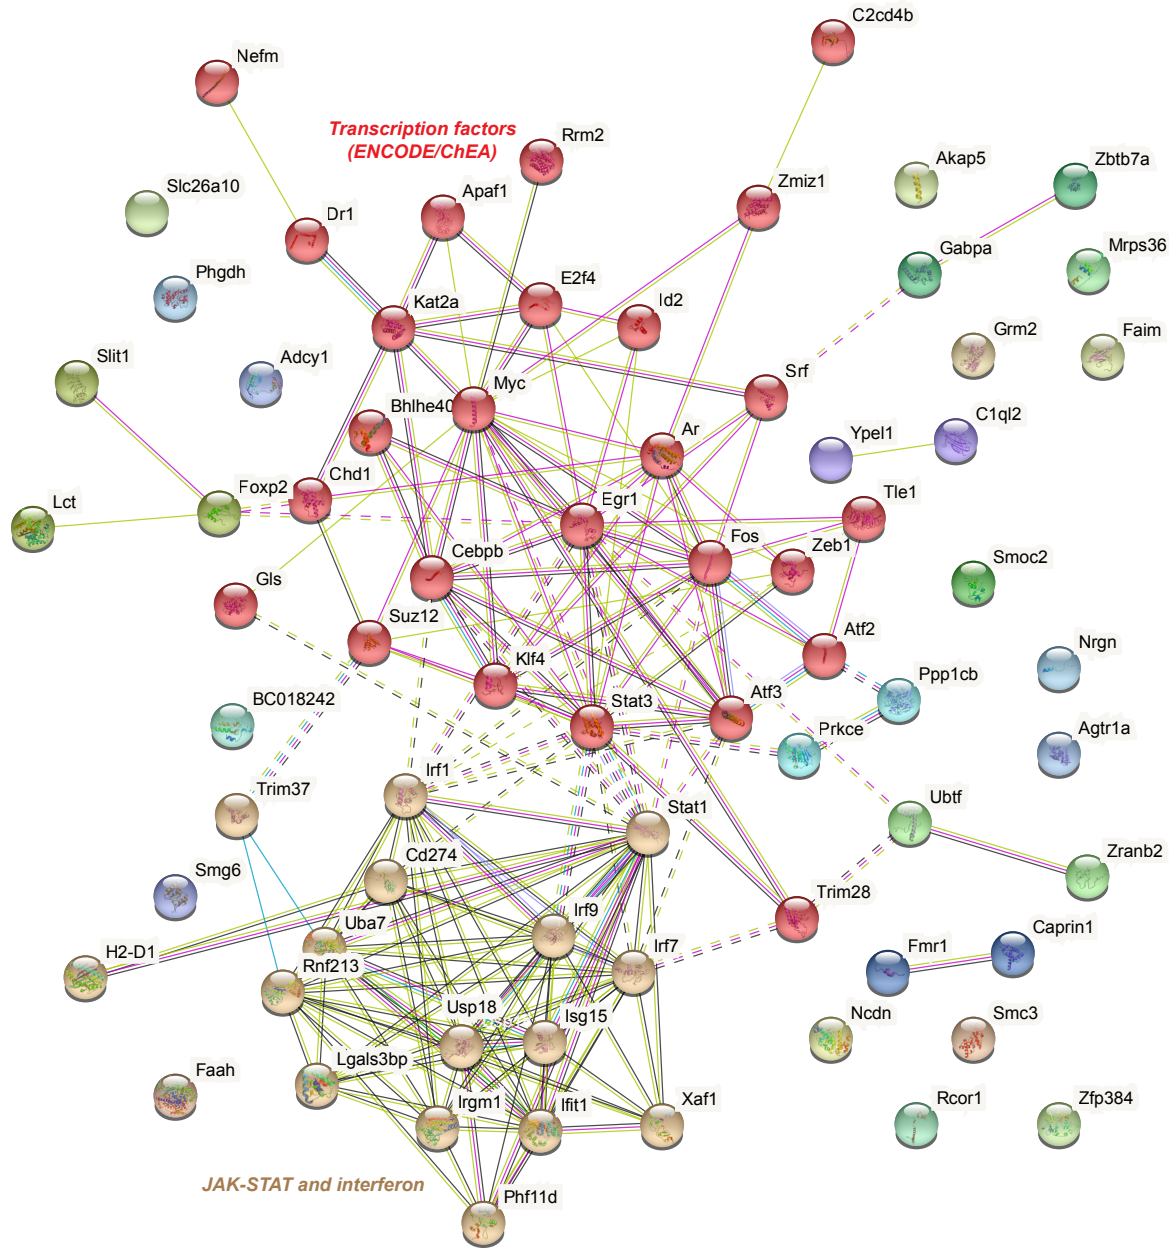 C2cd4b
Nefm
Transcription factors
(ENCODE/ChEA)
Rrm2
Akap5
Zbtb7a
Slc26a10
Apaf1
Zmiz1
Dr1
Gabpa
Mrps36
Phgdh
Kat2a
E2f4
Id2
Grm2
Faim
Slit1
Adcy1
Myc
Srf
Bhlhe40
Ar
Ypel1
C1ql2
Lct
Foxp2
Chd1
Egr1
Tle1
Cebpb
Fos
Zeb1
Smoc2
Gls
Suz12
Klf4
Atf2
Nrgn
BC018242
Stat3
Atf3
Ppp1cb
Prkce
Agtr1a
Trim37
Irf1
Stat1
Ubtf
Zranb2
Smg6
Cd274
Trim28
Uba7
Irf9
Irf7
Fmr1
Caprin1
H2-D1
Rnf213
Usp18
Isg15
Ncdn
Smc3
Faah
Lgals3bp
Irgm1
Ifit1
Xaf1
Rcor1
Zfp384
JAK-STAT and interferon
Phf11d